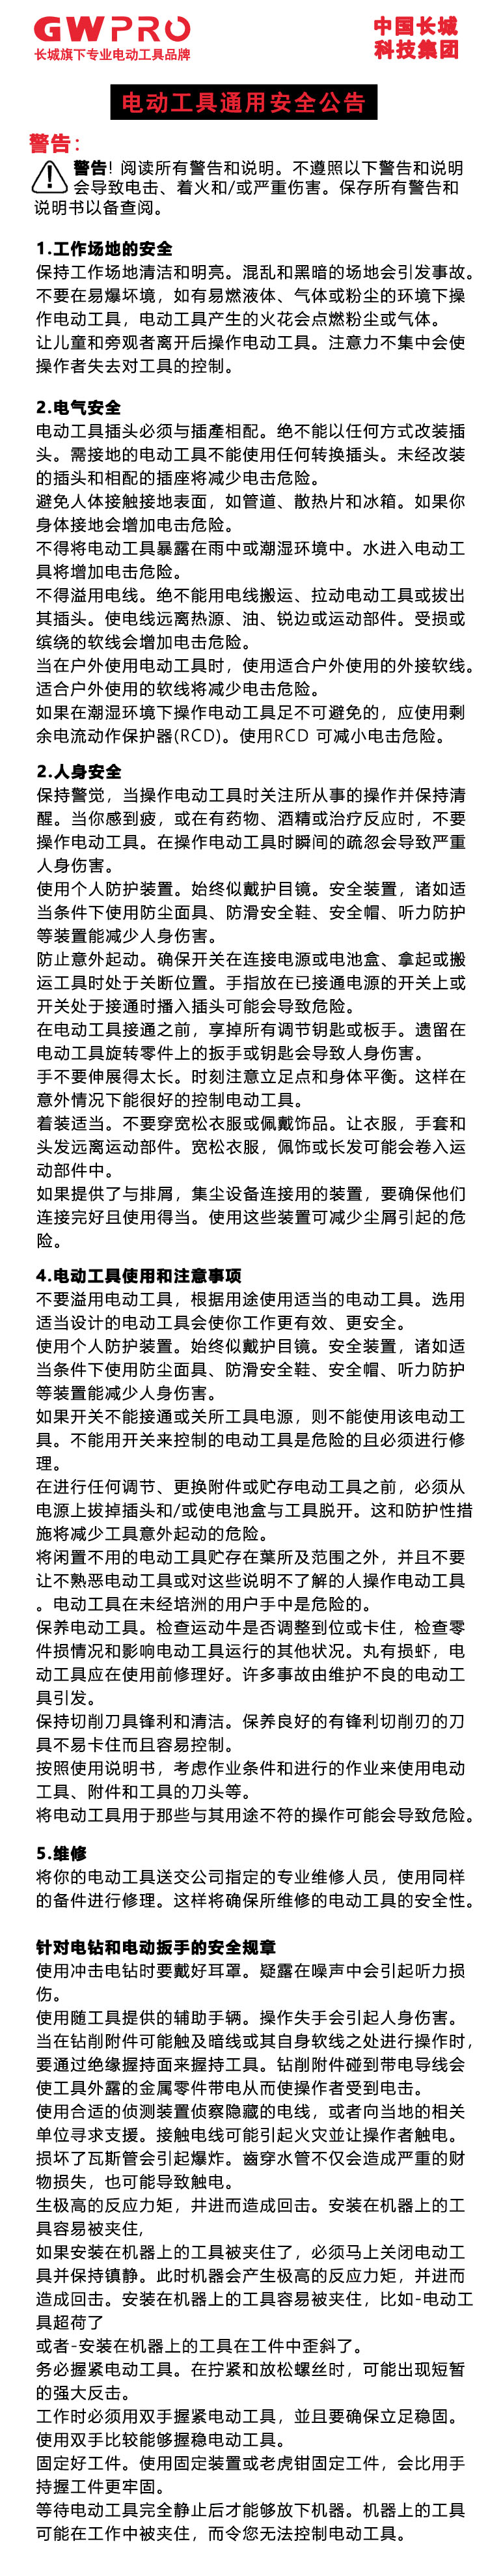 GWPRO
长城旗下专业电动工具品牌
中国长城
科技集团
电动工具通用安全公告
警告：
警告! 阅读所有警告和说明。不遵照以下警告和说明
会导致电击、着火和/或严重伤害。保存所有警告和
说明书以备查阅。
1.工作场地的安全
保持工作场地清洁和明亮。混乱和黑暗的场地会引发事故。
不要在易爆坏境，如有易燃液体、气体或粉尘的环境下操
作电动工具，电动工具产生的火花会点燃粉尘或气体。
让儿童和旁观者离开后操作电动工具。注意力不集中会使
操作者失去对工具的控制。
2.电气安全
电动工具插头必须与插産相配。绝不能以任何方式改装插
头。需接地的电动工具不能使用任何转换插头。未经改装
的插头和相配的插座将减少电击危险。
避免人体接触接地表面，如管道、散热片和冰箱。如果你
身体接地会增加电击危险。
不得将电动工具暴露在雨中或潮湿环境中。水进入电动工
具将增加电击危险。
不得溢用电线。绝不能用电线搬运、拉动电动工具或拔出
其插头。使电线远离热源、油、锐边或运动部件。受损或
缤绕的软线会增加电击危险。
当在户外使用电动工具时，使用适合户外使用的外接软线。
适合户外使用的软线将减少电击危险。
如果在潮湿环境下操作电动工具足不可避免的，应使用剩
余电流动作保护器(RCD)。使用RCD 可减小电击危险。
2.人身安全
保持警觉，当操作电动工具时关注所从事的操作并保持清
醒。当你感到疲，或在有药物、酒精或治疗反应时，不要
操作电动工具。在操作电动工具时瞬间的疏忽会导致严重
人身伤害。
使用个人防护装置。始终似戴护目镜。安全装置，诸如适
当条件下使用防尘面具、防滑安全鞋、安全帽、听力防护
等装置能减少人身伤害。
防止意外起动。确保开关在连接电源或电池盒、拿起或搬
运工具时处于关断位置。手指放在已接通电源的开关上或
开关处于接通时播入插头可能会导致危险。
在电动工具接通之前，享掉所有调节钥匙或板手。遗留在
电动工具旋转零件上的扳手或钥匙会导致人身伤害。
手不要伸展得太长。时刻注意立足点和身体平衡。这样在
意外情况下能很好的控制电动工具。
着装适当。不要穿宽松衣服或佩戴饰品。让衣服，手套和
头发远离运动部件。宽松衣服，佩饰或长发可能会卷入运
动部件中。
如果提供了与排屑，集尘设备连接用的装置，要确保他们
连接完好且使用得当。使用这些装置可减少尘屑引起的危
险。
4.电动工具使用和注意事项
不要溢用电动工具，根据用途使用适当的电动工具。选用
适当设计的电动工具会使你工作更有效、更安全。
使用个人防护装置。始终似戴护目镜。安全装置，诸如适
当条件下使用防尘面具、防滑安全鞋、安全帽、听力防护
等装置能减少人身伤害。
如果开关不能接通或关所工具电源，则不能使用该电动工
具。不能用开关来控制的电动工具是危险的且必须进行修
理。
在进行任何调节、更换附件或贮存电动工具之前，必须从
电源上拔掉插头和/或使电池盒与工具脱开。这和防护性措
施将减少工具意外起动的危险。
将闲置不用的电动工具贮存在葉所及范围之外，并且不要
让不熟恶电动工具或对这些说明不了解的人操作电动工具
。电动工具在未经培洲的用户手中是危险的。
保养电动工具。检查运动牛是否调整到位或卡住，检查零
件损情况和影响电动工具运行的其他状况。丸有损虾，电
动工具应在使用前修理好。许多事故由维护不良的电动工
具引发。
保持切削刀具锋利和清洁。保养良好的有锋利切削刃的刀
具不易卡住而且容易控制。
按照使用说明书，考虑作业条件和进行的作业来使用电动
工具、附件和工具的刀头等。
将电动工具用于那些与其用途不符的操作可能会导致危险。
5.维修
将你的电动工具送交公司指定的专业维修人员，使用同样
的备件进行修理。这样将确保所维修的电动工具的安全性。
针对电钻和电动扳手的安全规章
使用冲击电钻时要戴好耳罩。疑露在噪声中会引起听力损
伤。
使用随工具提供的辅助手辆。操作失手会引起人身伤害。
当在钻削附件可能触及暗线或其自身软线之处进行操作时，
要通过绝缘握持面来握持工具。钻削附件碰到带电导线会
使工具外露的金属零件带电从而使操作者受到电击。
使用合适的侦测装置侦察隐藏的电线，或者向当地的相关
单位寻求支援。接触电线可能引起火灾並让操作者触电。
损坏了瓦斯管会引起爆炸。齒穿水管不仅会造成严重的财
物损失，也可能导致触电。
生极高的反应力矩，井进而造成回击。安装在机器上的工
具容易被夹住,
如果安装在机器上的工具被夹住了，必须马上关闭电动工
具并保持镇静。此时机器会产生极高的反应力矩，并进而
造成回击。安装在机器上的工具容易被夹住，比如-电动工
具超荷了
或者-安装在机器上的工具在工件中歪斜了。
务必握紧电动工具。在拧紧和放松螺丝时，可能出现短暂
的强大反击。
工作时必须用双手握紧电动工具，並且要确保立足稳固。
使用双手比较能够握稳电动工具。
固定好工件。使用固定装置或老虎钳固定工件，会比用手
持握工件更牢固。
等待电动工具完全静止后才能够放下机器。机器上的工具
可能在工作中被夹住，而令您无法控制电动工具。